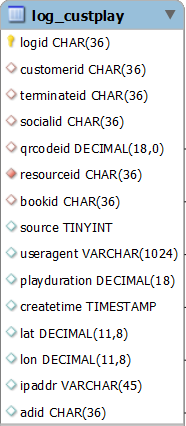 log_custplay
logid CHAR(36)
customerid CHAR(36)
terminateid CHAR(36)
socialid CHAR(36)
qrcodeid DECIMAL(18,0)
resourceid CHAR(36)
bookid CHAR(36)
source TINYINT
useragent VARCHAR(1024)
playduration DECIMAL(18)
createtime TIMESTAMP
lat DECIMAL(11,8)
lon DECIMAL(11,8)
ipaddr VARCHAR(45)
adid CHAR(36)